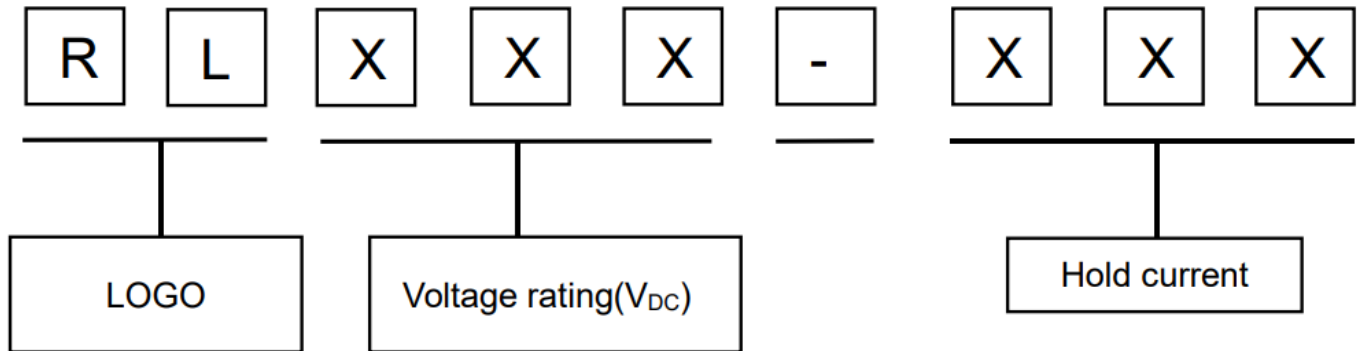 R L X X X - X X X
LOGO
Voltage rating(VDC)
Hold current